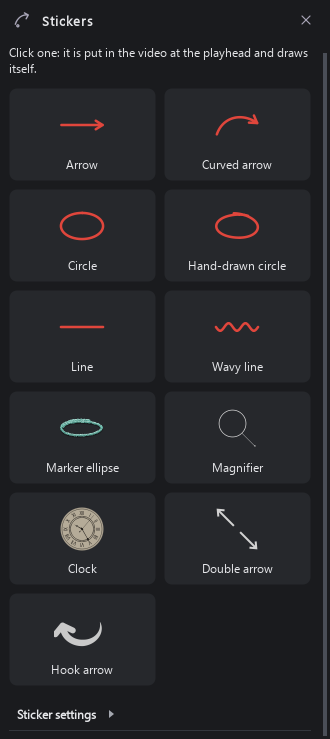 Stickers
Click one: it is put in the video at the playhead and draws
itself.
Arrow
Curved arrow
Circle
Hand-drawn circle
Line
Wavy line
Marker ellipse
Magnifier
Clock
Double arrow
Hook arrow
Sticker settings